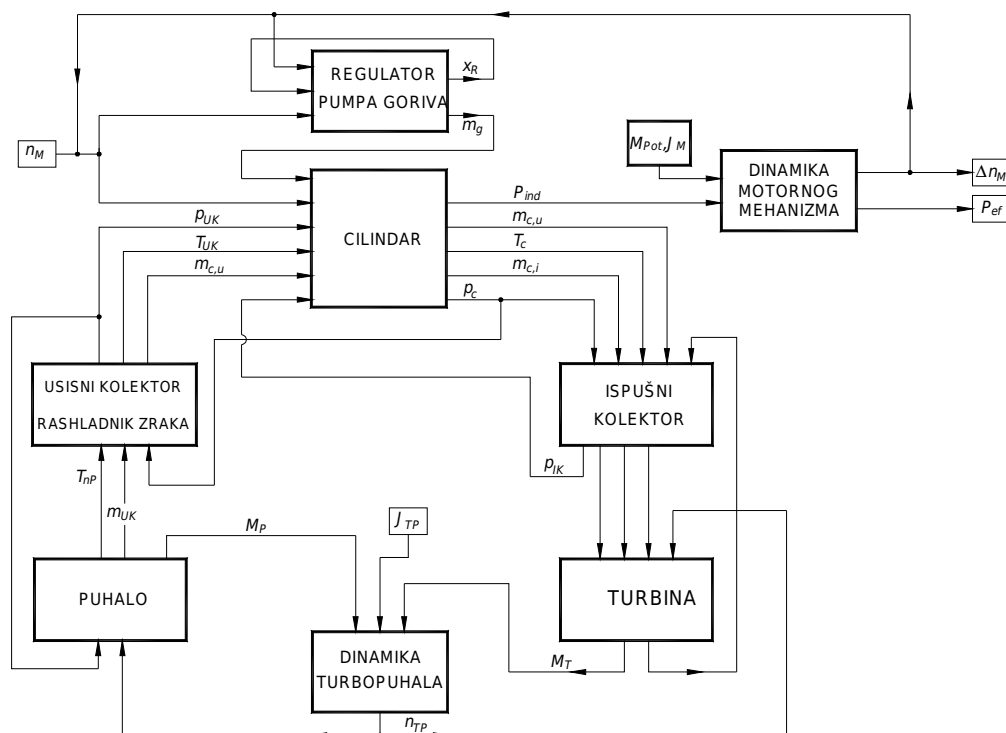 REGULATOR
PUMPA GORIVA
x_R
m_g
n_M
M_Pot, J_M
DINAMIKA
MOTORNOG
MEHANIZMA
Δn_M
P_ef
CILINDAR
P_ind
m_c,u
T_c
m_c,i
p_c
p_UK
T_UK
m_c,u
USISNI KOLEKTOR
RASHLADNIK ZRAKA
ISPUŠNI
KOLEKTOR
p_IK
T_nP
m_UK
M_P
J_TP
PUHALO
TURBINA
DINAMIKA
TURBOPUHALA
M_T
n_TP